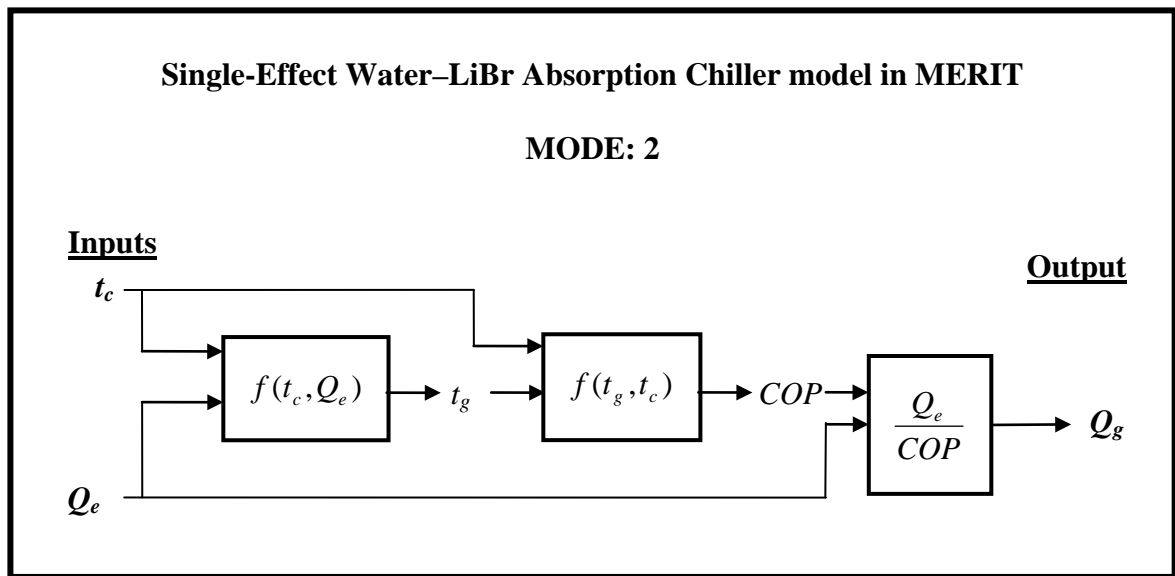 Single-Effect Water–LiBr Absorption Chiller model in MERIT
MODE: 2
Inputs
Output
t_c
f(t_c, Q_e)
t_g
f(t_g, t_c)
COP
Q_e
COP
Q_g
Q_e